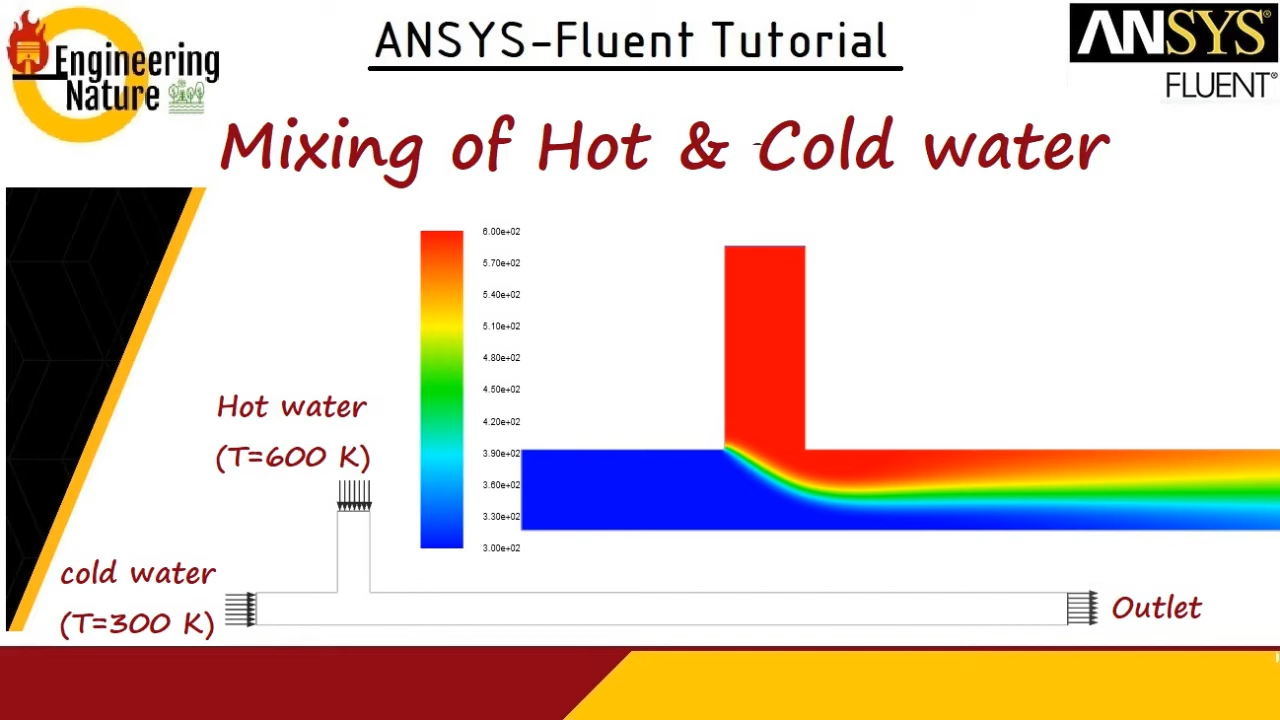 Engineering
Nature
ANSYS-Fluent Tutorial
ANSYS®
FLUENT®
Mixing of Hot & Cold water
6.00e+02
5.70e+02
5.40e+02
5.10e+02
4.80e+02
4.50e+02
4.20e+02
3.90e+02
3.60e+02
3.30e+02
3.00e+02
Hot water
(T=600 K)
cold water
(T=300 K)
Outlet